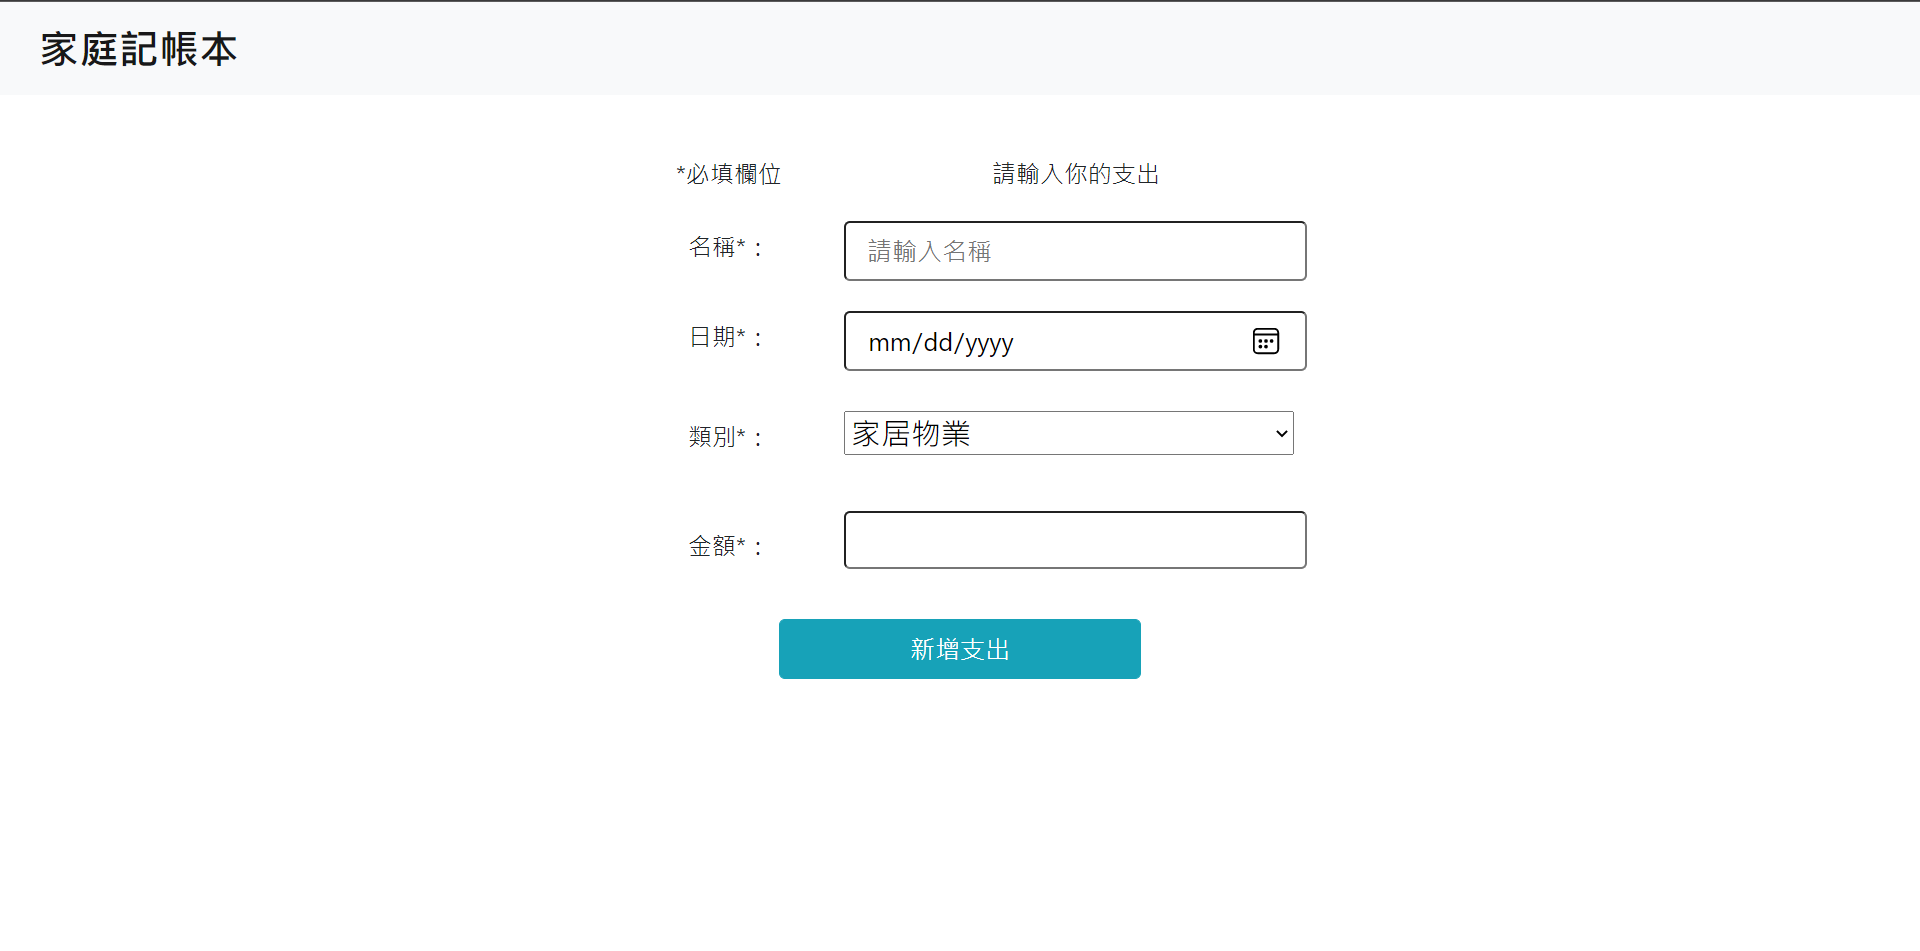 家庭記帳本
*必填欄位 請輸入你的支出
名稱* : 請輸入名稱
日期* : mm/dd/yyyy
類別* : 家居物業
金額* :
新增支出